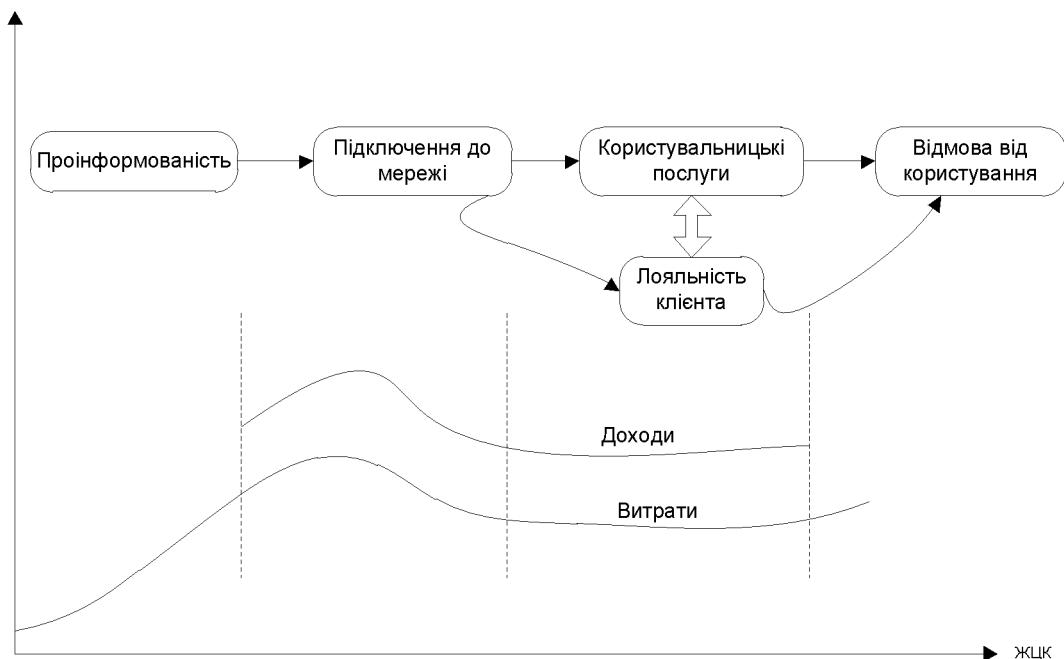 Проінформованість
Підключення до
мережі
Користувальницькі
послуги
Відмова від
користування
Лояльність
клієнта
Доходи
Витрати
ЖЦК